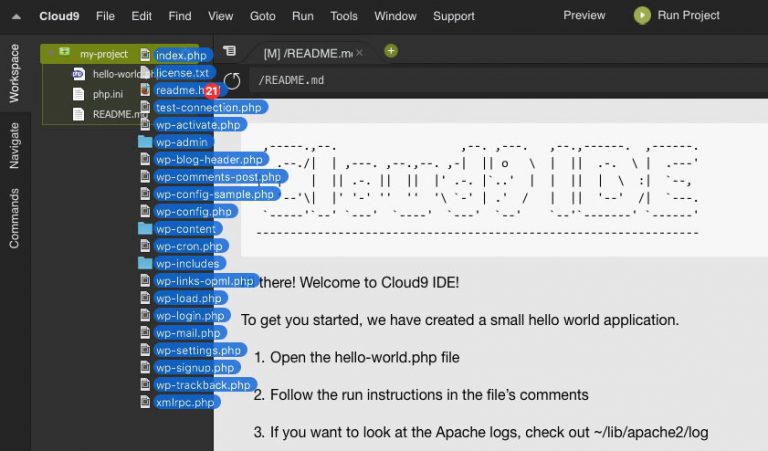 Cloud9 File Edit Find View Goto Run Tools Window Support Preview Run Project
Workspace
Navigate
Commands
my-project
hello-world
php.ini
README.md
index.php
license.txt
readme.h
21
test-connection.php
wp-activate.php
wp-admin
wp-blog-header.php
wp-comments-post.php
wp-config-sample.php
wp-config.php
wp-content
wp-cron.php
wp-includes
wp-links-opml.php
wp-load.php
wp-login.php
wp-mail.php
wp-settings.php
wp-signup.php
wp-trackback.php
xmlrpc.php
[M] /README.m
/README.md
there! Welcome to Cloud9 IDE!
To get you started, we have created a small hello world application.
1. Open the hello-world.php file
2. Follow the run instructions in the file's comments
3. If you want to look at the Apache logs, check out ~/lib/apache2/log